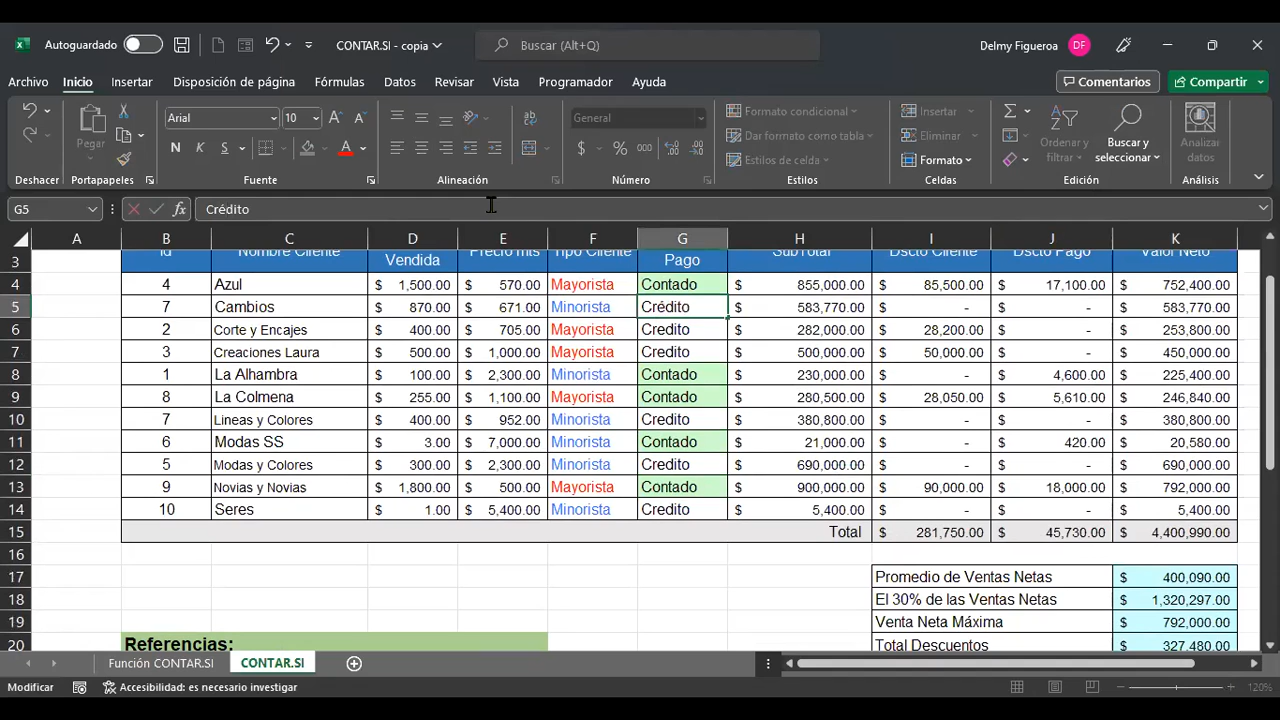 Autoguardado CONTAR.SI - copia Buscar (Alt+Q) Delmy Figueroa DF
Archivo Inicio Insertar Disposición de página Fórmulas Datos Revisar Vista Programador Ayuda Comentarios Compartir
Pegar Arial 10 N K S A General $ % 000 Formato condicional Dar formato como tabla Estilos de celda Insertar Eliminar Formato Ordenar y filtrar Buscar y seleccionar Analizar datos
Deshacer Portapapeles Fuente Alineación Número Estilos Celdas Edición Análisis
G5 fx Crédito
A B C D E F G H I J K
3 Id Nombre Cliente Vendida Precio mts Tipo Cliente Pago SubTotal Dscto Cliente Dscto Pago Valor Neto
4 4 Azul $ 1,500.00 $ 570.00 Mayorista Contado $ 855,000.00 $ 85,500.00 $ 17,100.00 $ 752,400.00
5 7 Cambios $ 870.00 $ 671.00 Minorista Crédito $ 583,770.00 $ - $ - $ 583,770.00
6 2 Corte y Encajes $ 400.00 $ 705.00 Mayorista Credito $ 282,000.00 $ 28,200.00 $ - $ 253,800.00
7 3 Creaciones Laura $ 500.00 $ 1,000.00 Mayorista Credito $ 500,000.00 $ 50,000.00 $ - $ 450,000.00
8 1 La Alhambra $ 100.00 $ 2,300.00 Minorista Contado $ 230,000.00 $ - $ 4,600.00 $ 225,400.00
9 8 La Colmena $ 255.00 $ 1,100.00 Mayorista Contado $ 280,500.00 $ 28,050.00 $ 5,610.00 $ 246,840.00
10 7 Lineas y Colores $ 400.00 $ 952.00 Minorista Credito $ 380,800.00 $ - $ - $ 380,800.00
11 6 Modas SS $ 3.00 $ 7,000.00 Minorista Contado $ 21,000.00 $ - $ 420.00 $ 20,580.00
12 5 Modas y Colores $ 300.00 $ 2,300.00 Minorista Credito $ 690,000.00 $ - $ - $ 690,000.00
13 9 Novias y Novias $ 1,800.00 $ 500.00 Mayorista Contado $ 900,000.00 $ 90,000.00 $ 18,000.00 $ 792,000.00
14 10 Seres $ 1.00 $ 5,400.00 Minorista Credito $ 5,400.00 $ - $ - $ 5,400.00
15 Total $ 281,750.00 $ 45,730.00 $ 4,400,990.00
16
17 Promedio de Ventas Netas $ 400,090.00
18 El 30% de las Ventas Netas $ 1,320,297.00
19 Venta Neta Máxima $ 792,000.00
20 Referencias: Total Descuentos $ 327,480.00
Función CONTAR.SI CONTAR.SI
Modificar Accesibilidad: es necesario investigar 120%